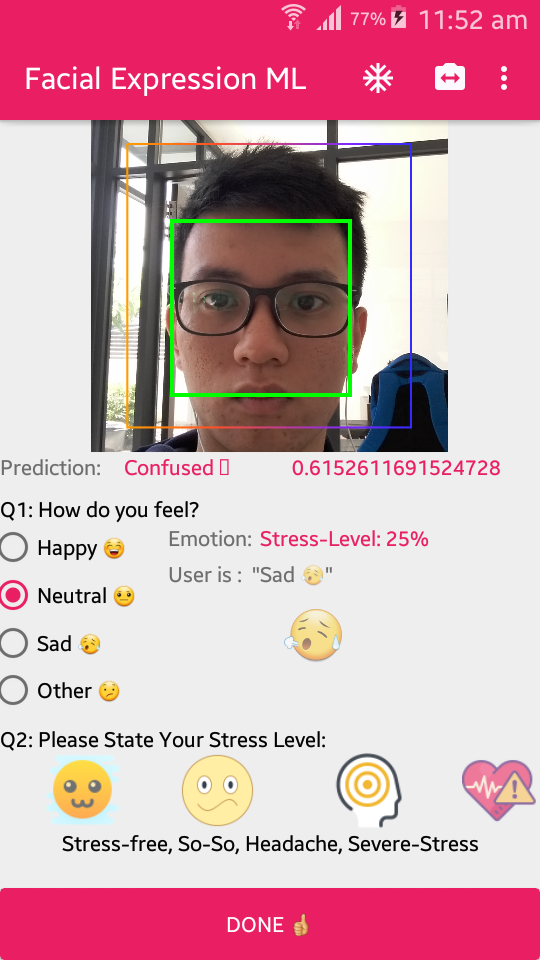 77% 11:52 am
Facial Expression ML
Prediction: Confused 0.6152611691524728
Q1: How do you feel?
Happy 😄
Emotion: Stress-Level: 25%
User is : "Sad 😥"
Neutral 😐
Sad 😥
Other 😕
Q2: Please State Your Stress Level:
Stress-free, So-So, Headache, Severe-Stress
DONE 👍